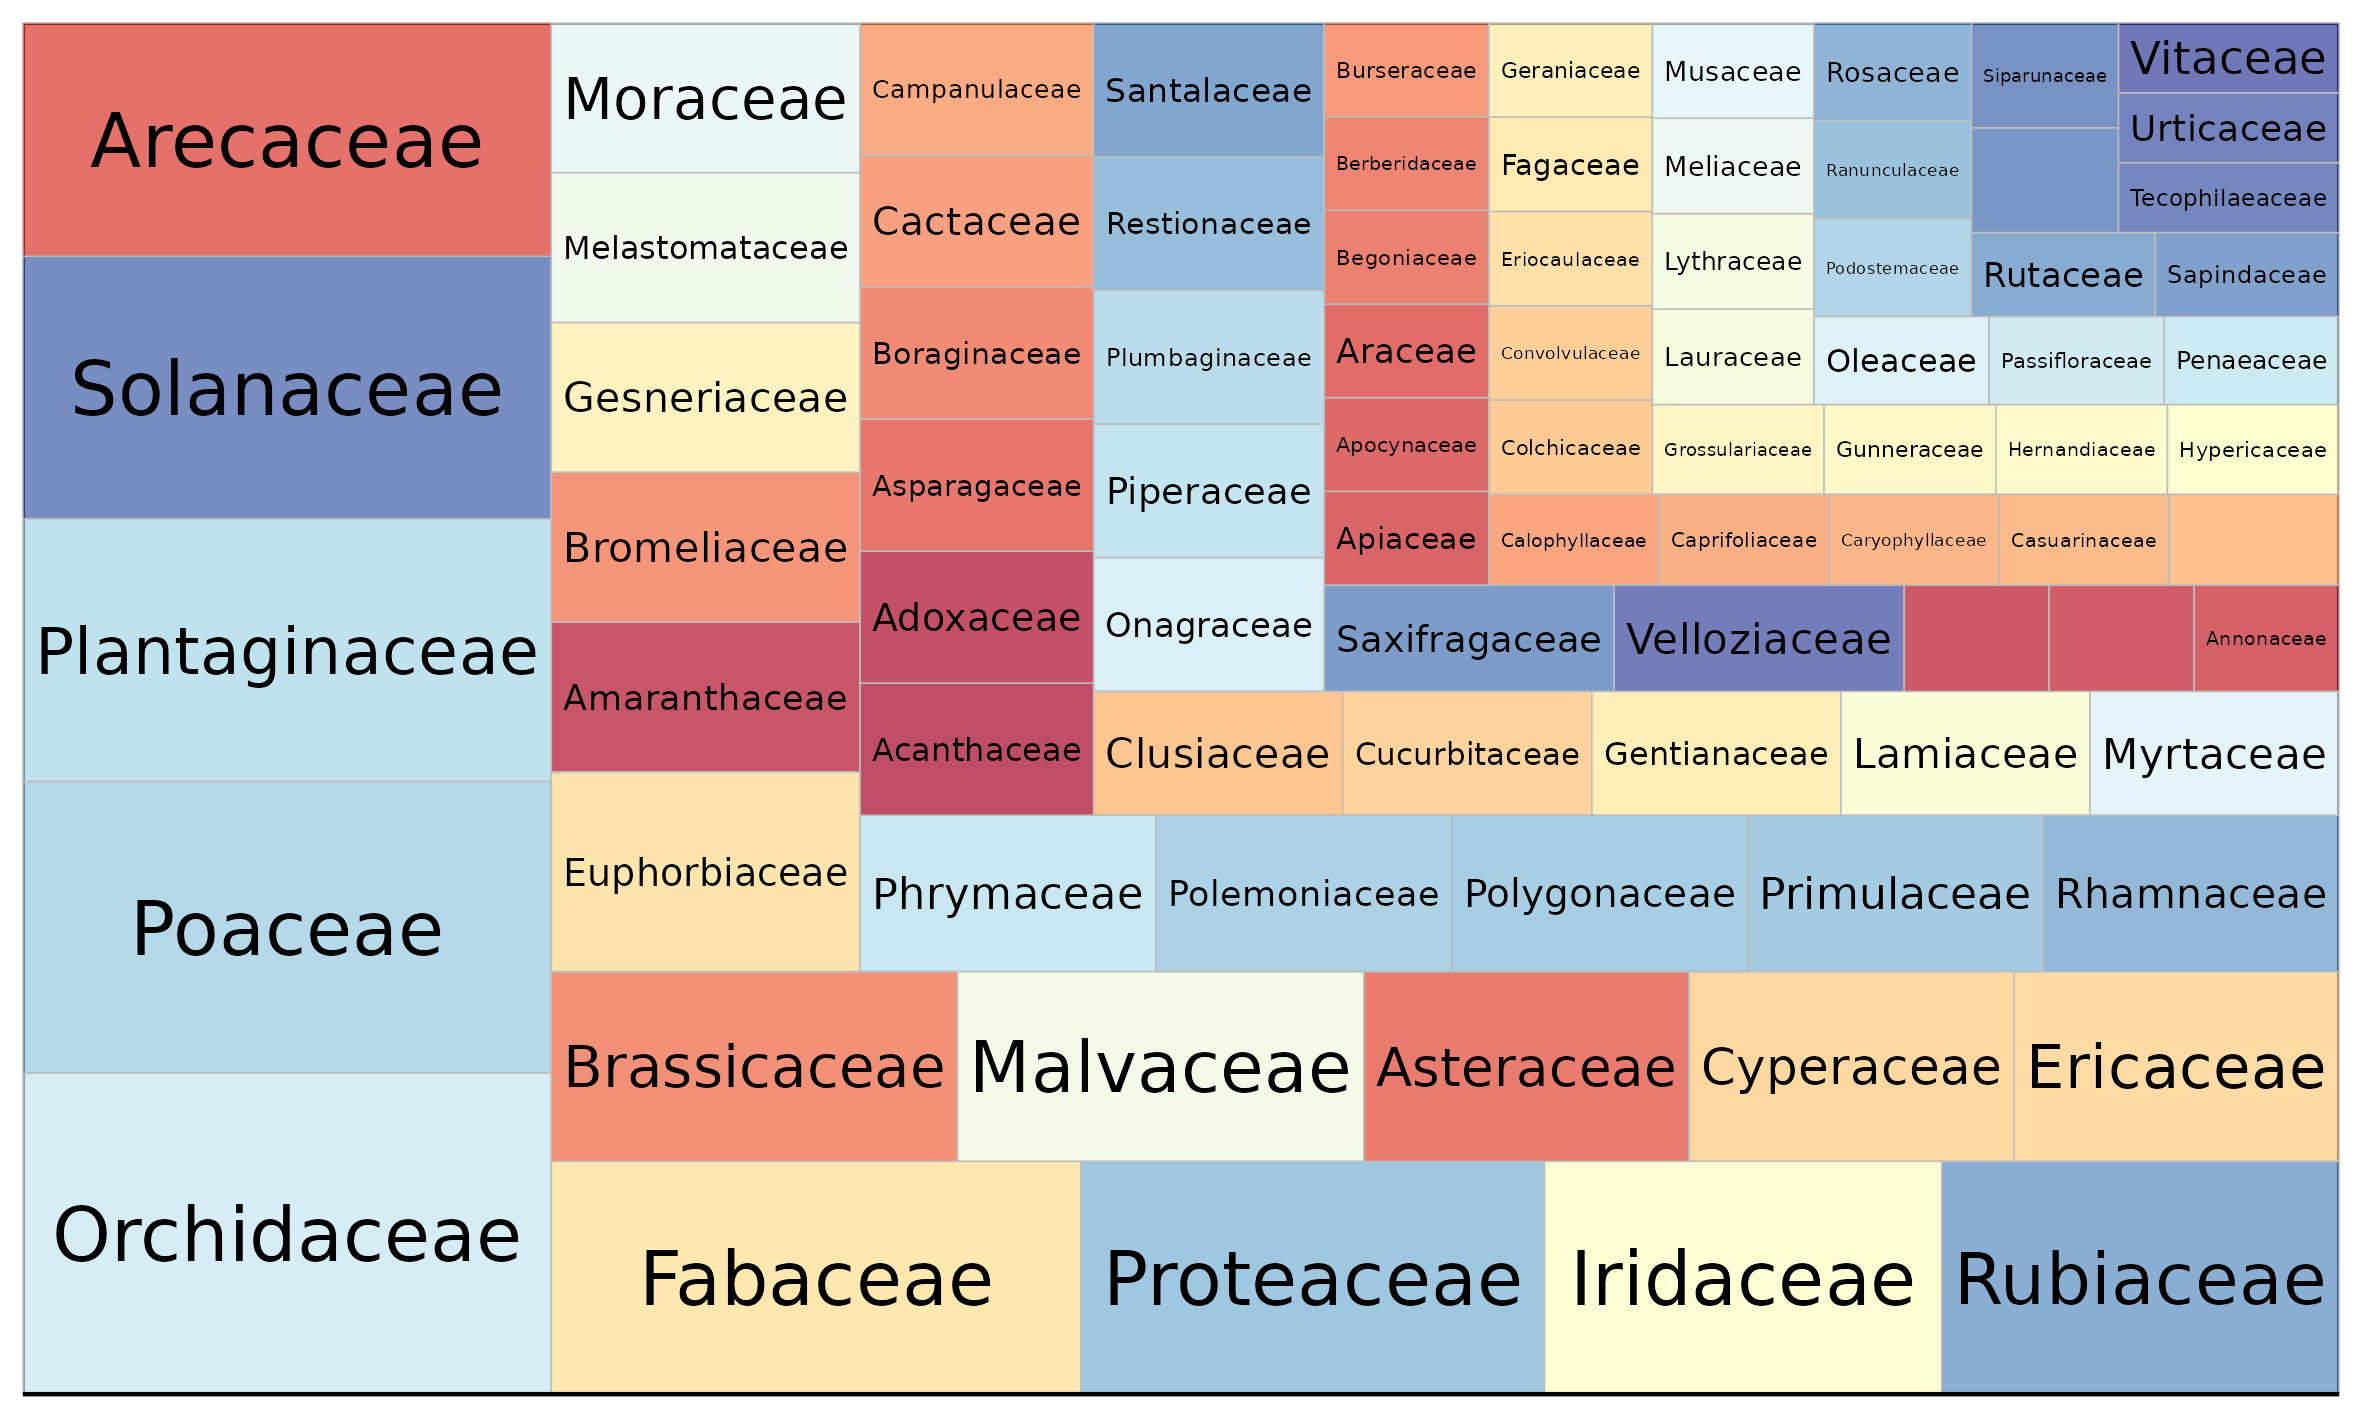 Arecaceae
Solanaceae
Plantaginaceae
Poaceae
Orchidaceae
Moraceae
Melastomataceae
Gesneriaceae
Bromeliaceae
Amaranthaceae
Euphorbiaceae
Campanulaceae
Cactaceae
Boraginaceae
Asparagaceae
Adoxaceae
Acanthaceae
Santalaceae
Restionaceae
Plumbaginaceae
Piperaceae
Onagraceae
Burseraceae
Berberidaceae
Begoniaceae
Araceae
Apocynaceae
Apiaceae
Geraniaceae
Fagaceae
Eriocaulaceae
Convolvulaceae
Colchicaceae
Musaceae
Meliaceae
Lythraceae
Lauraceae
Rosaceae
Ranunculaceae
Podostemaceae
Siparunaceae
Vitaceae
Urticaceae
Tecophilaeaceae
Rutaceae
Sapindaceae
Oleaceae
Passifloraceae
Penaeaceae
Grossulariaceae
Gunneraceae
Hernandiaceae
Hypericaceae
Calophyllaceae
Caprifoliaceae
Caryophyllaceae
Casuarinaceae
Saxifragaceae
Velloziaceae
Annonaceae
Clusiaceae
Cucurbitaceae
Gentianaceae
Lamiaceae
Myrtaceae
Phrymaceae
Polemoniaceae
Polygonaceae
Primulaceae
Rhamnaceae
Brassicaceae
Malvaceae
Asteraceae
Cyperaceae
Ericaceae
Fabaceae
Proteaceae
Iridaceae
Rubiaceae